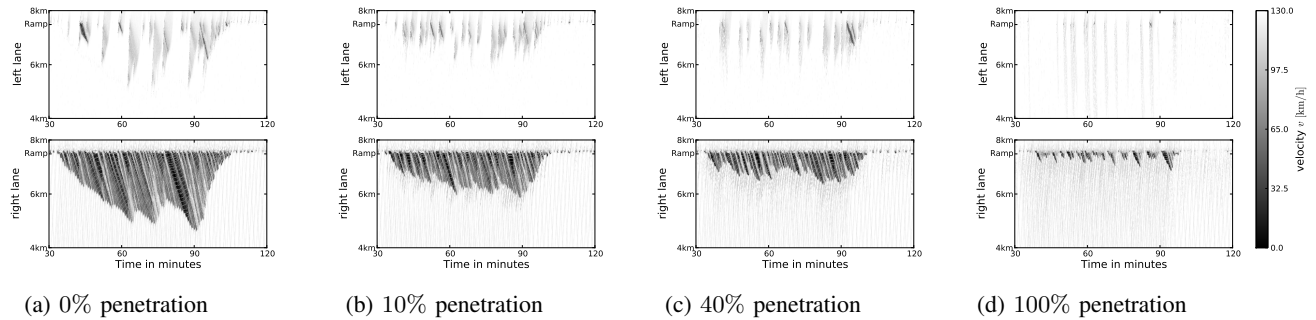 8km
Ramp
6km
4km
left lane
30 60 90 120
8km
Ramp
6km
4km
right lane
30 60 90 120
Time in minutes
(a) 0% penetration
8km
Ramp
6km
4km
left lane
30 60 90 120
8km
Ramp
6km
4km
right lane
30 60 90 120
Time in minutes
(b) 10% penetration
8km
Ramp
6km
4km
left lane
30 60 90 120
8km
Ramp
6km
4km
right lane
30 60 90 120
Time in minutes
(c) 40% penetration
8km
Ramp
6km
4km
left lane
30 60 90 120
8km
Ramp
6km
4km
right lane
30 60 90 120
Time in minutes
(d) 100% penetration
130.0
97.5
65.0
32.5
0.0
velocity v [km/h]